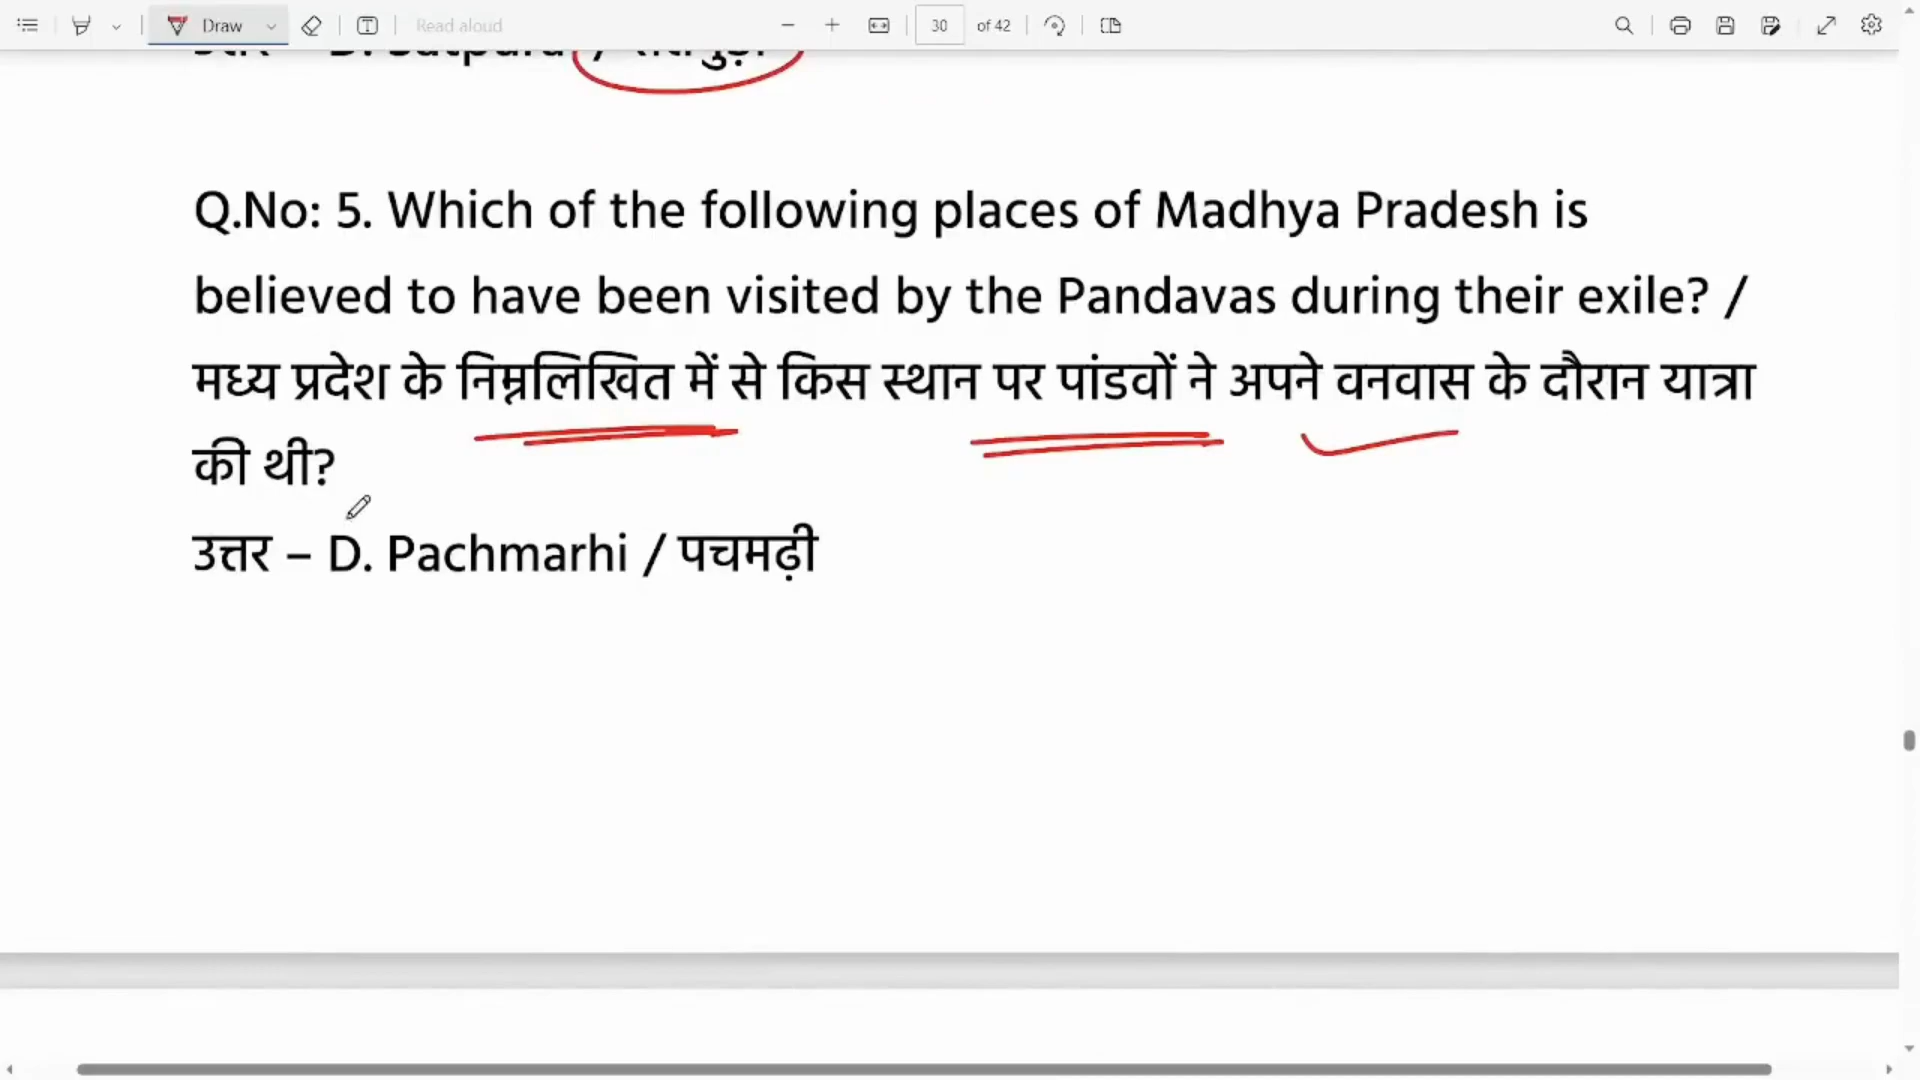 Draw
Read aloud
30
of 42
Q.No: 5. Which of the following places of Madhya Pradesh is
believed to have been visited by the Pandavas during their exile? /
मध्य प्रदेश के निम्नलिखित में से किस स्थान पर पांडवों ने अपने वनवास के दौरान यात्रा
की थी?
उत्तर – D. Pachmarhi / पचमढ़ी